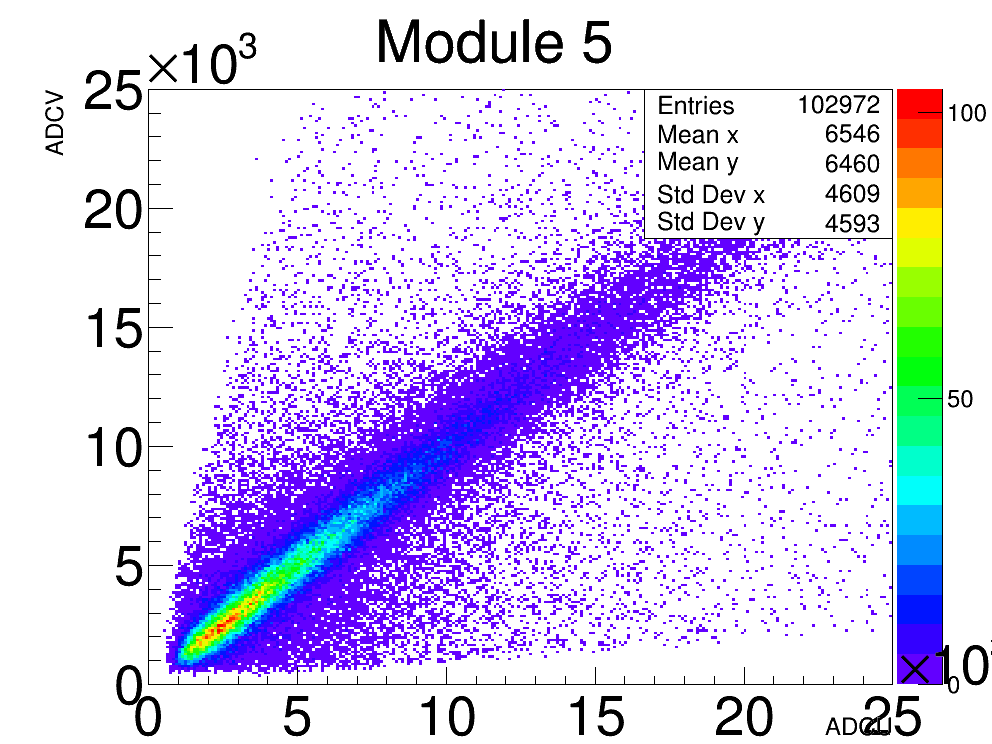 Module 5
×10³
ADCV
25
20
15
10
5
0
Entries 102972
Mean x 6546
Mean y 6460
Std Dev x 4609
Std Dev y 4593
100
50
0
0 5 10 15 20 25
×10
ADCU